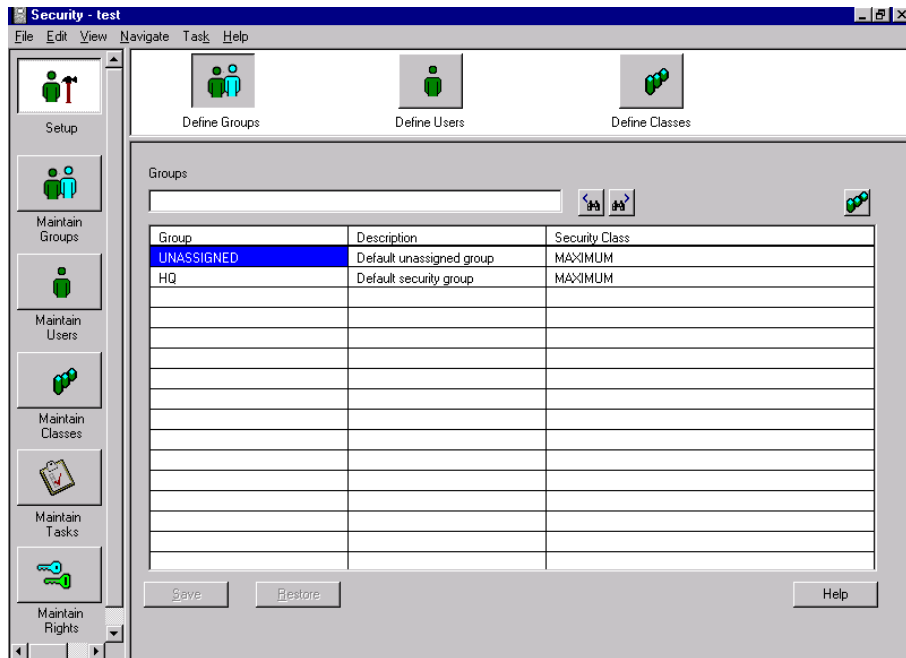 Security - test
File Edit View Navigate Task Help
Setup
Maintain
Groups
Maintain
Users
Maintain
Classes
Maintain
Tasks
Maintain
Rights
Define Groups Define Users Define Classes
Groups
Group Description Security Class
UNASSIGNED Default unassigned group MAXIMUM
HQ Default security group MAXIMUM
Save Restore Help